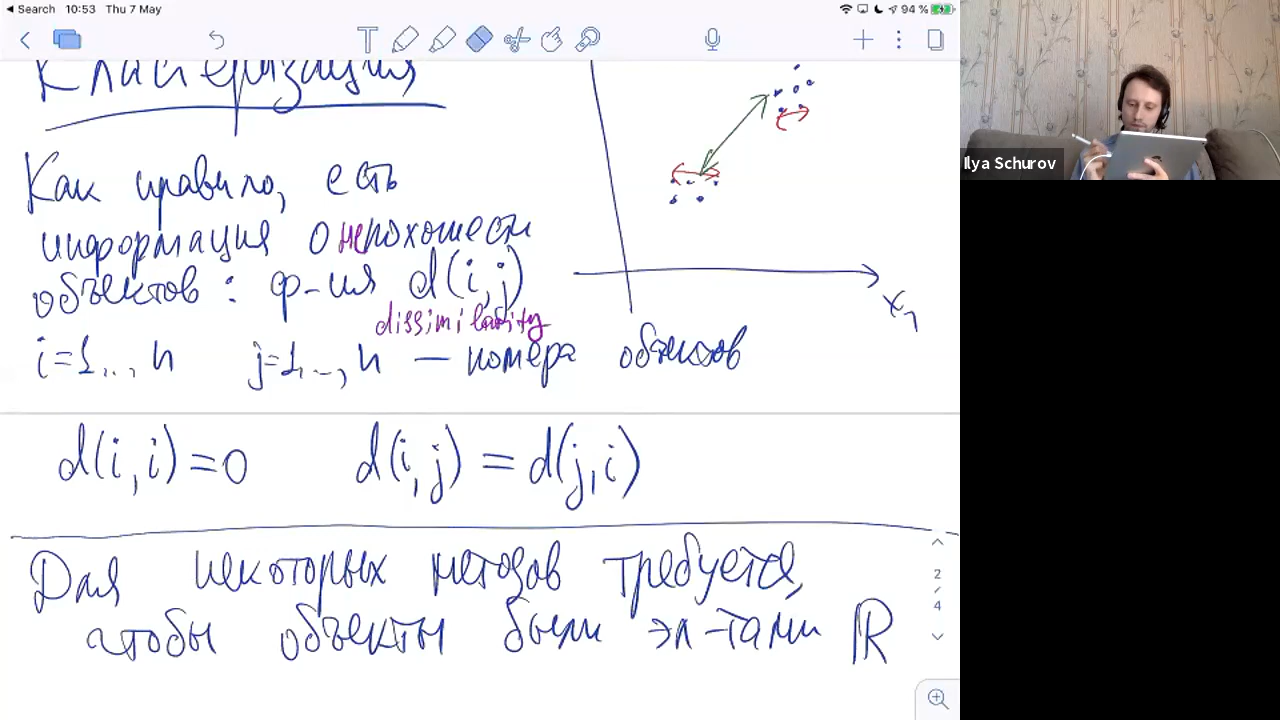 Search 10:53 Thu 7 May 94 %
Кластеризация
Как правило, есть
информация о непохожести
объектов: ф-ия d(i,j)
dissimilarity
i=1..., n j=1,..., n — номера объектов
x₁
d(i,i)=0 d(i,j) = d(j,i)
Для некоторых методов требуется,
чтобы объекты были эл-тами ℝ
2
/
4
Ilya Schurov